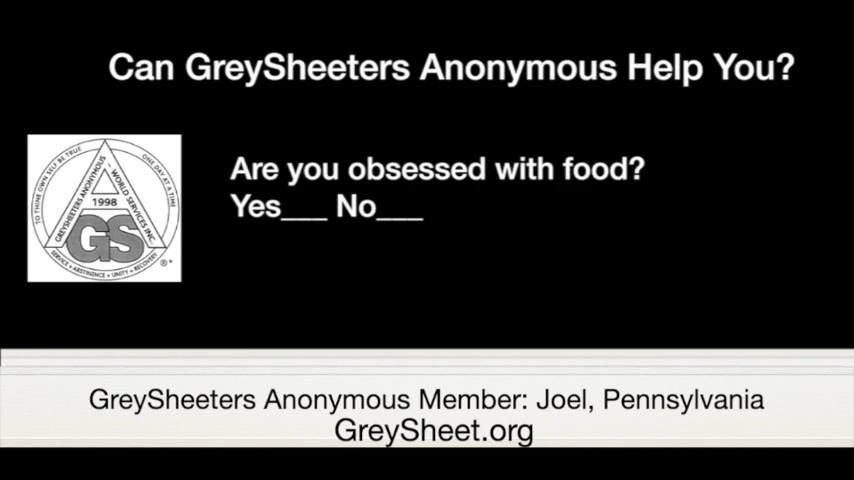 Can GreySheeters Anonymous Help You?
TO THINE OWN SELF BE TRUE
ONE DAY AT A TIME
GREYSHEETERS ANONYMOUS
WORLD SERVICES INC.
1998
GS
SERVICE • ABSTINENCE • UNITY • RECOVERY
®
Are you obsessed with food?
Yes___ No___
GreySheeters Anonymous Member: Joel, Pennsylvania
GreySheet.org